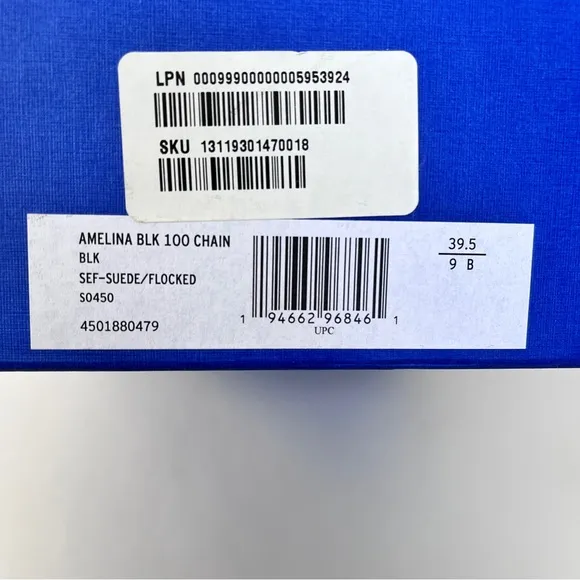 LPN 00099900000005953924
SKU 13119301470018
AMELINA BLK 100 CHAIN
BLK
SEF-SUEDE/FLOCKED
S0450
4501880479
1 94662 96846 1
UPC
39.5
9 B